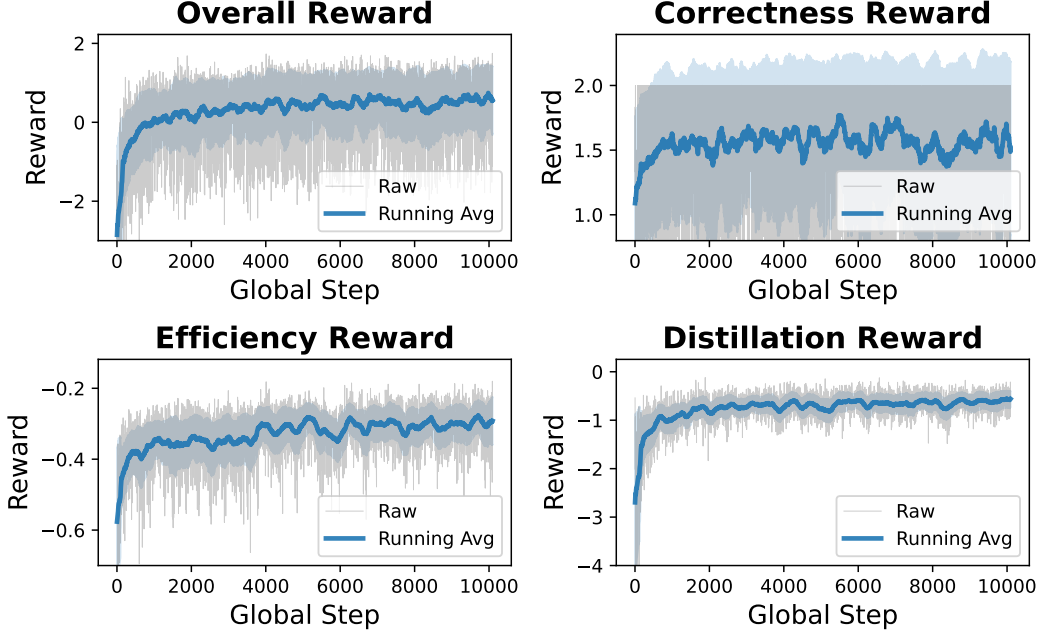 Overall Reward
Reward
2
0
−2
0 2000 4000 6000 8000 10000
Global Step
Raw
Running Avg
Correctness Reward
Reward
2.0
1.5
1.0
0 2000 4000 6000 8000 10000
Global Step
Raw
Running Avg
Efficiency Reward
Reward
−0.2
−0.4
−0.6
0 2000 4000 6000 8000 10000
Global Step
Raw
Running Avg
Distillation Reward
Reward
0
−1
−2
−3
−4
0 2000 4000 6000 8000 10000
Global Step
Raw
Running Avg